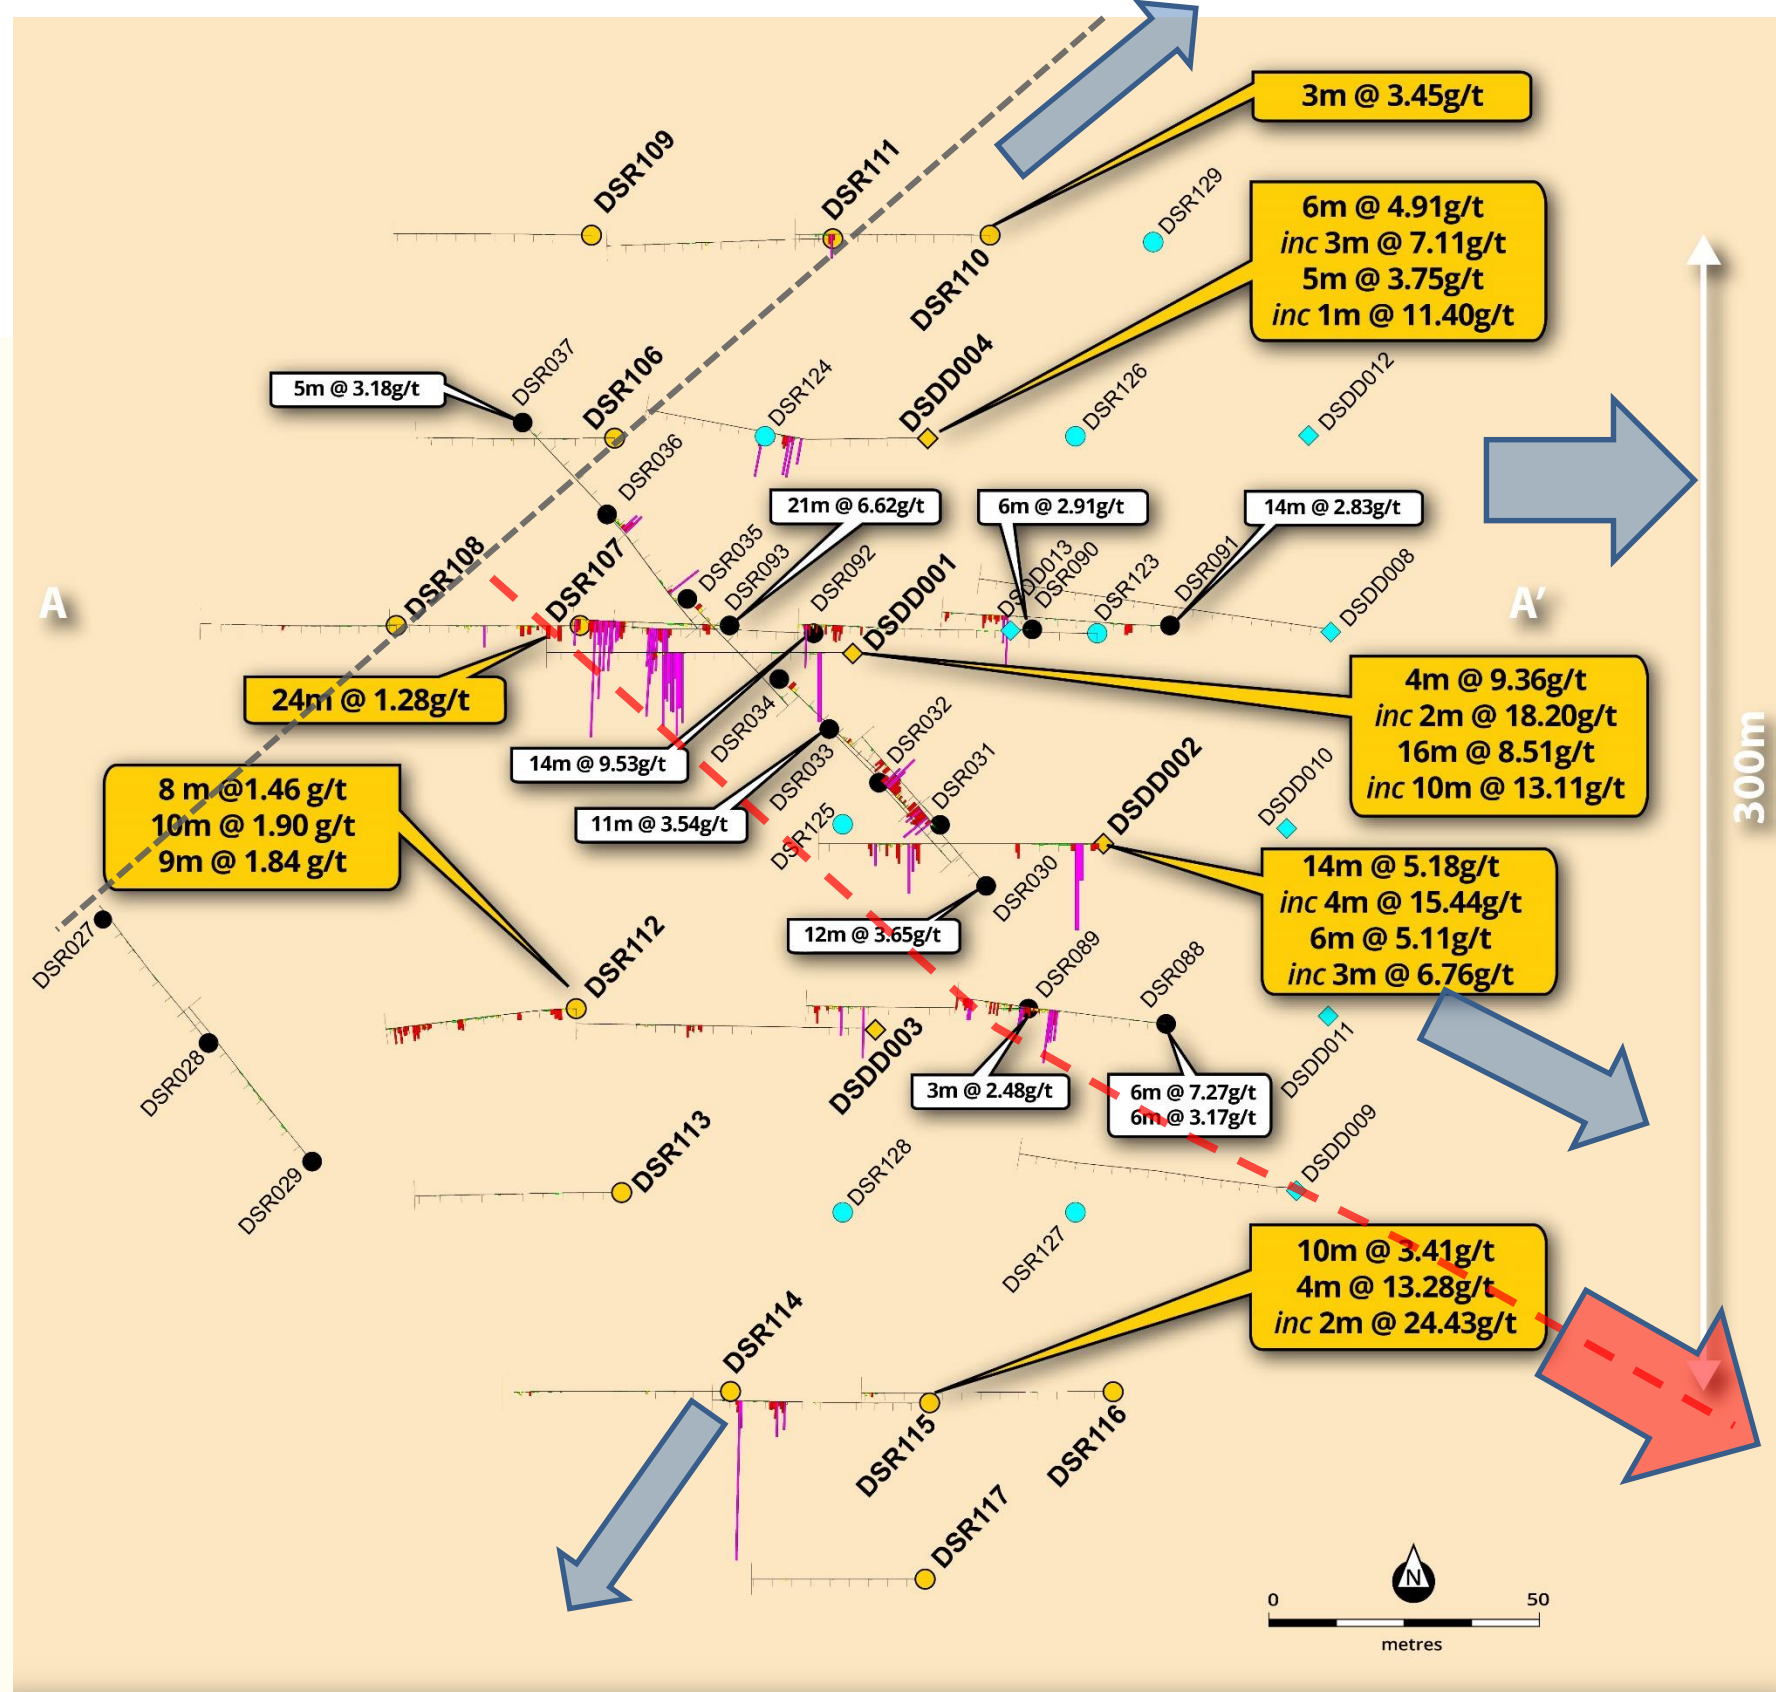 3m @ 3.45g/t
DSR109
DSR111
DSR129
6m @ 4.91g/t
inc 3m @ 7.11g/t
5m @ 3.75g/t
inc 1m @ 11.40g/t
DSR110
DSR037
DSR106
DSR124
DSDD004
DSR126
DSDD012
5m @ 3.18g/t
DSR036
21m @ 6.62g/t
6m @ 2.91g/t
14m @ 2.83g/t
DSR108
DSR107
DSR035
DSR093
DSR092
DSDD001
DSDD013
DSR090
DSR123
DSR091
DSDD008
A
A’
24m @ 1.28g/t
4m @ 9.36g/t
inc 2m @ 18.20g/t
16m @ 8.51g/t
inc 10m @ 13.11g/t
DSR034
DSR032
14m @ 9.53g/t
DSR033
DSR031
DSDD002
DSDD010
300m
8 m @1.46 g/t
10m @ 1.90 g/t
9m @ 1.84 g/t
11m @ 3.54g/t
DSR125
DSR030
14m @ 5.18g/t
inc 4m @ 15.44g/t
6m @ 5.11g/t
inc 3m @ 6.76g/t
DSR027
DSR112
12m @ 3.65g/t
DSR089
DSR088
DSR028
DSDD003
DSDD011
3m @ 2.48g/t
6m @ 7.27g/t
6m @ 3.17g/t
DSR029
DSR113
DSR128
DSR127
DSDD009
10m @ 3.41g/t
4m @ 13.28g/t
inc 2m @ 24.43g/t
DSR114
DSR115
DSR116
DSR117
N
0 50
metres